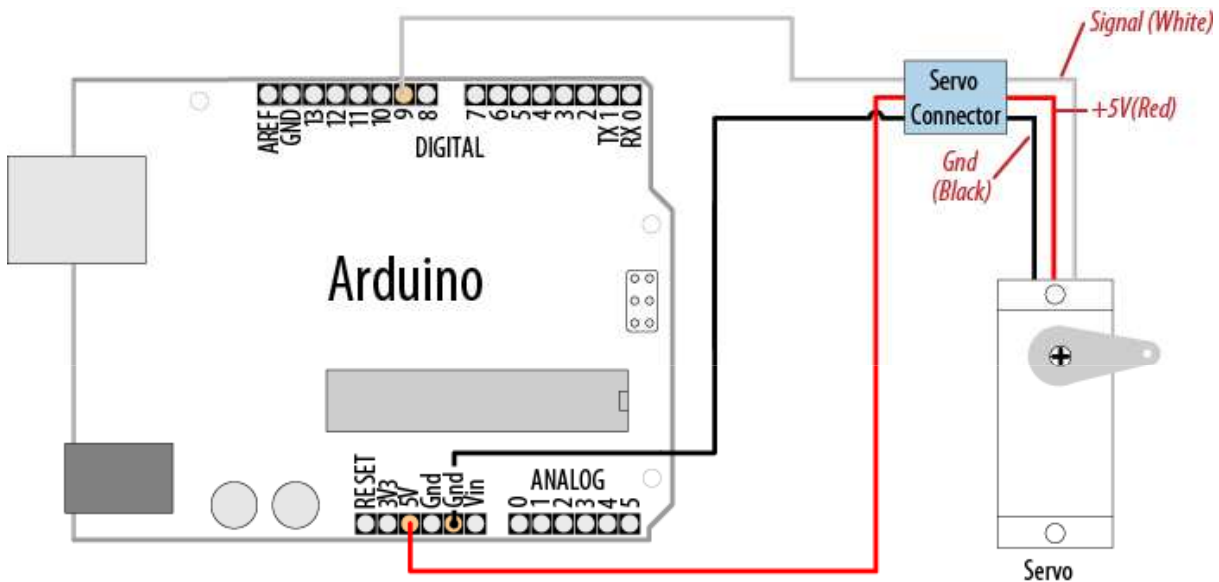 Signal (White)
Servo
Connector
+5V(Red)
Gnd
(Black)
AREF
GND
13
12
11
10
9
8
7
6
5
4
3
2
TX 1
RX 0
DIGITAL
Arduino
RESET
3V3
5V
Gnd
Gnd
Vin
ANALOG
0
1
2
3
4
5
Servo